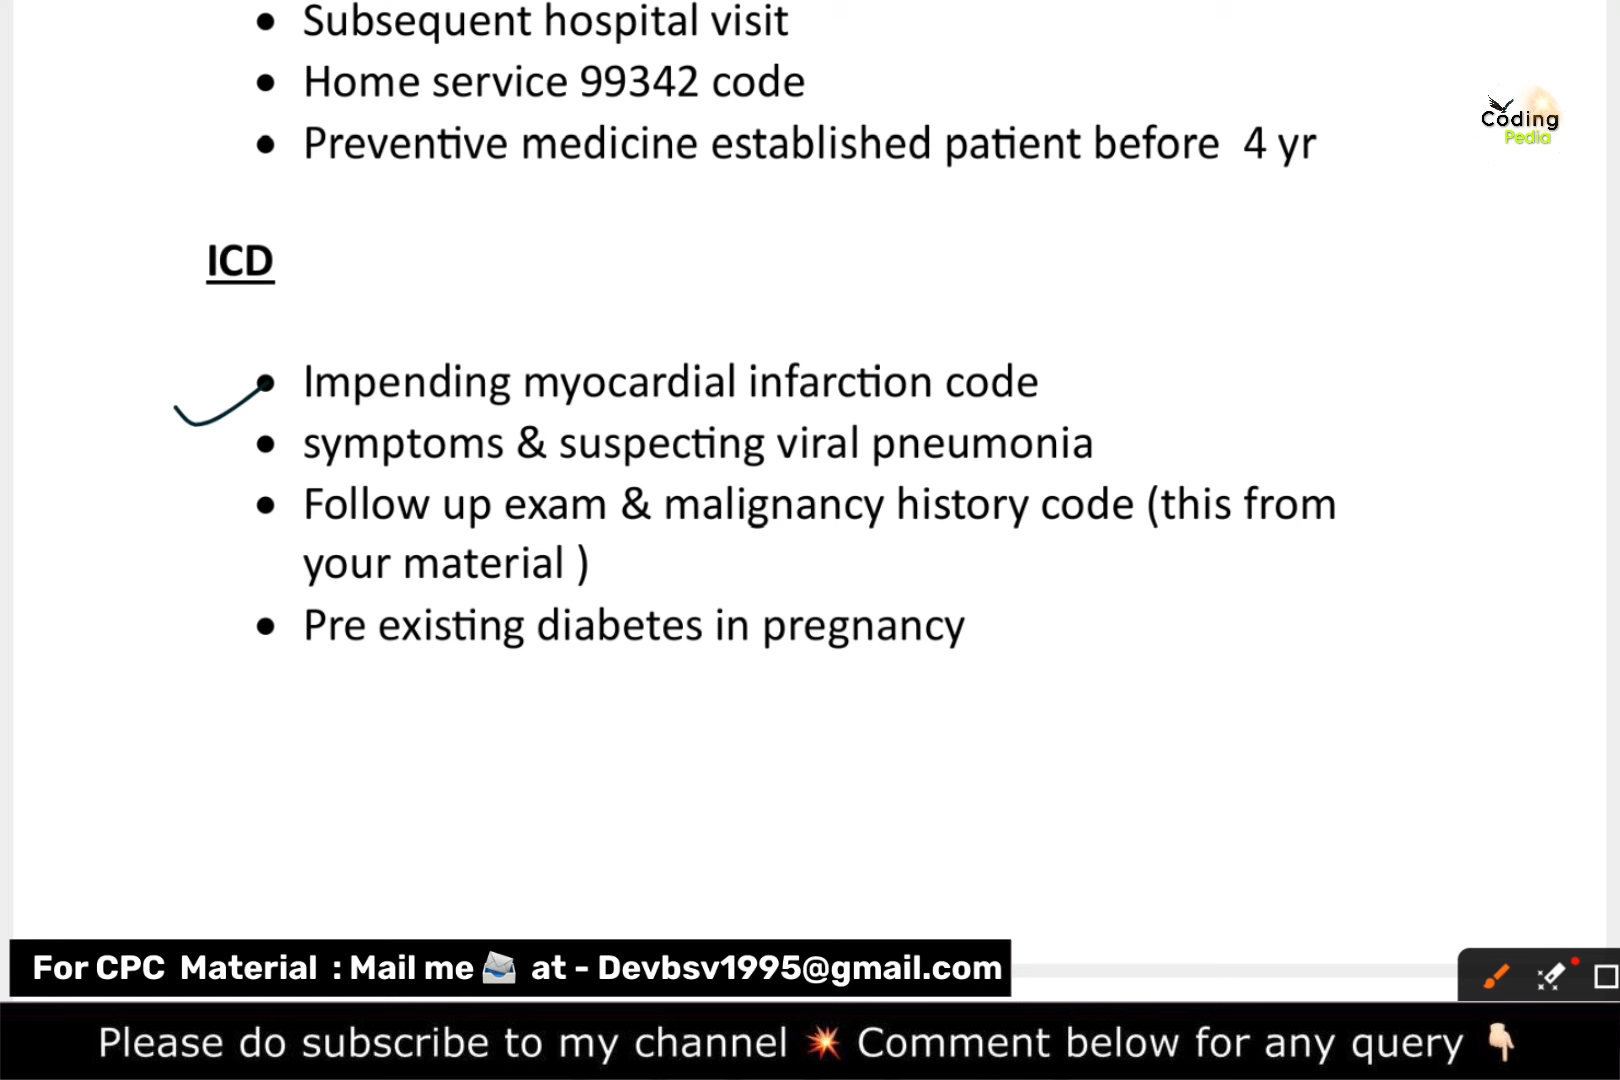 Subsequent hospital visit
Home service 99342 code
Preventive medicine established patient before 4 yr
Coding
Pedia
ICD
Impending myocardial infarction code
symptoms & suspecting viral pneumonia
Follow up exam & malignancy history code (this from
your material )
Pre existing diabetes in pregnancy
For CPC Material : Mail me at - Devbsv1995@gmail.com
Please do subscribe to my channel 💥 Comment below for any query 👇🏻